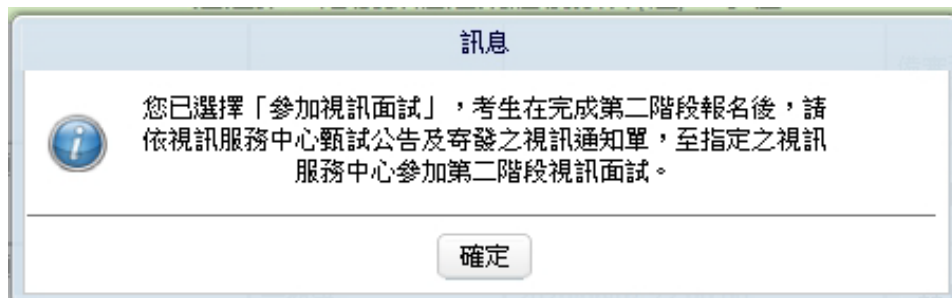 訊息
您已選擇「參加視訊面試」，考生在完成第二階段報名後，請
依視訊服務中心甄試公告及寄發之視訊通知單，至指定之視訊
服務中心參加第二階段視訊面試。
確定